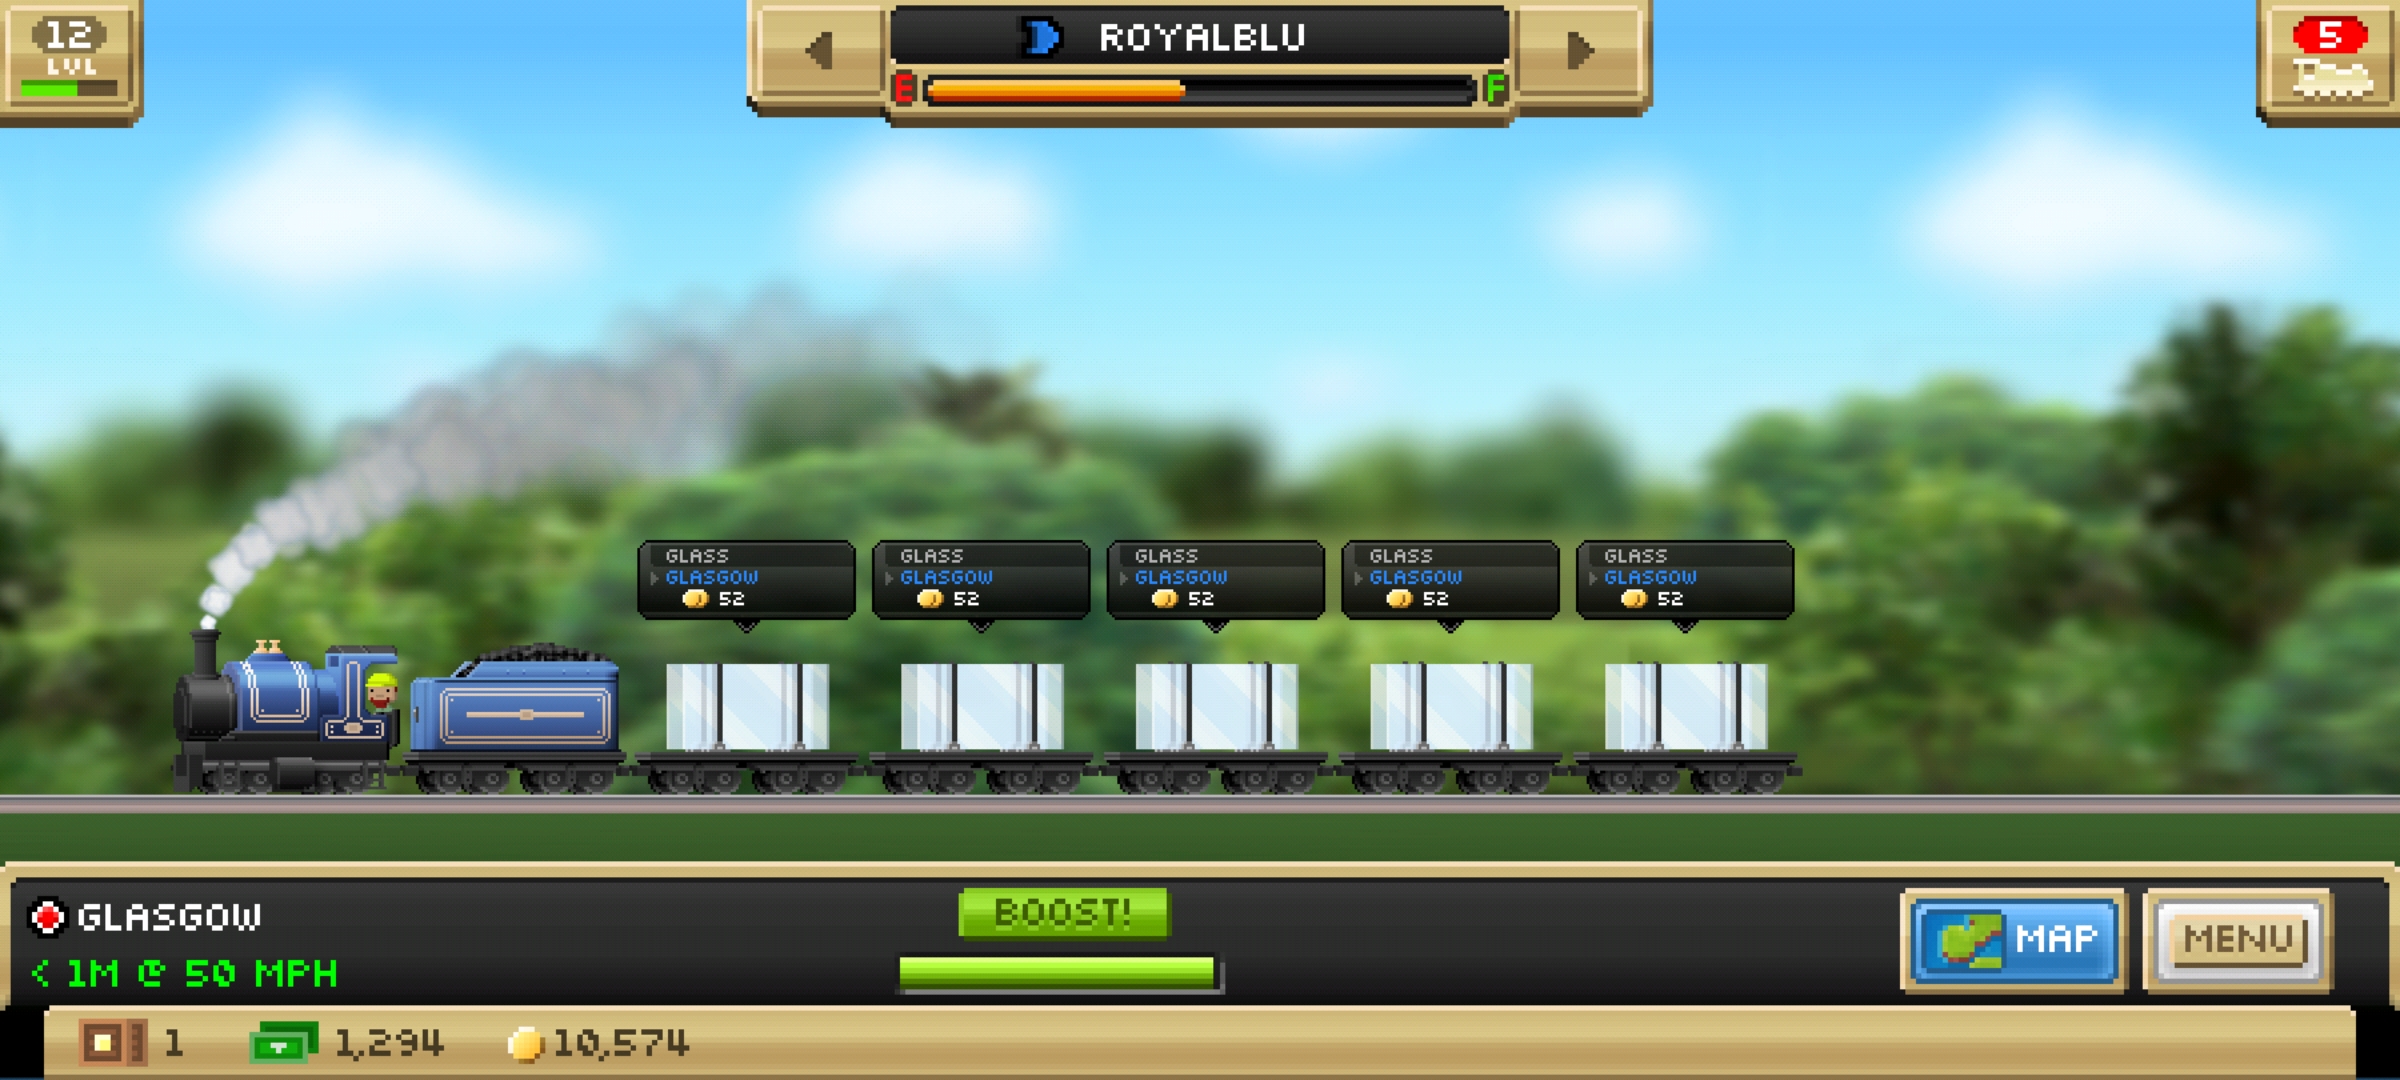 12
LVL
ROYALBLU
E F
5
GLASS
GLASGOW
52
GLASS
GLASGOW
52
GLASS
GLASGOW
52
GLASS
GLASGOW
52
GLASS
GLASGOW
52
GLASGOW
< 1M @ 50 MPH
BOOST!
MAP
MENU
1
1,294
10,574